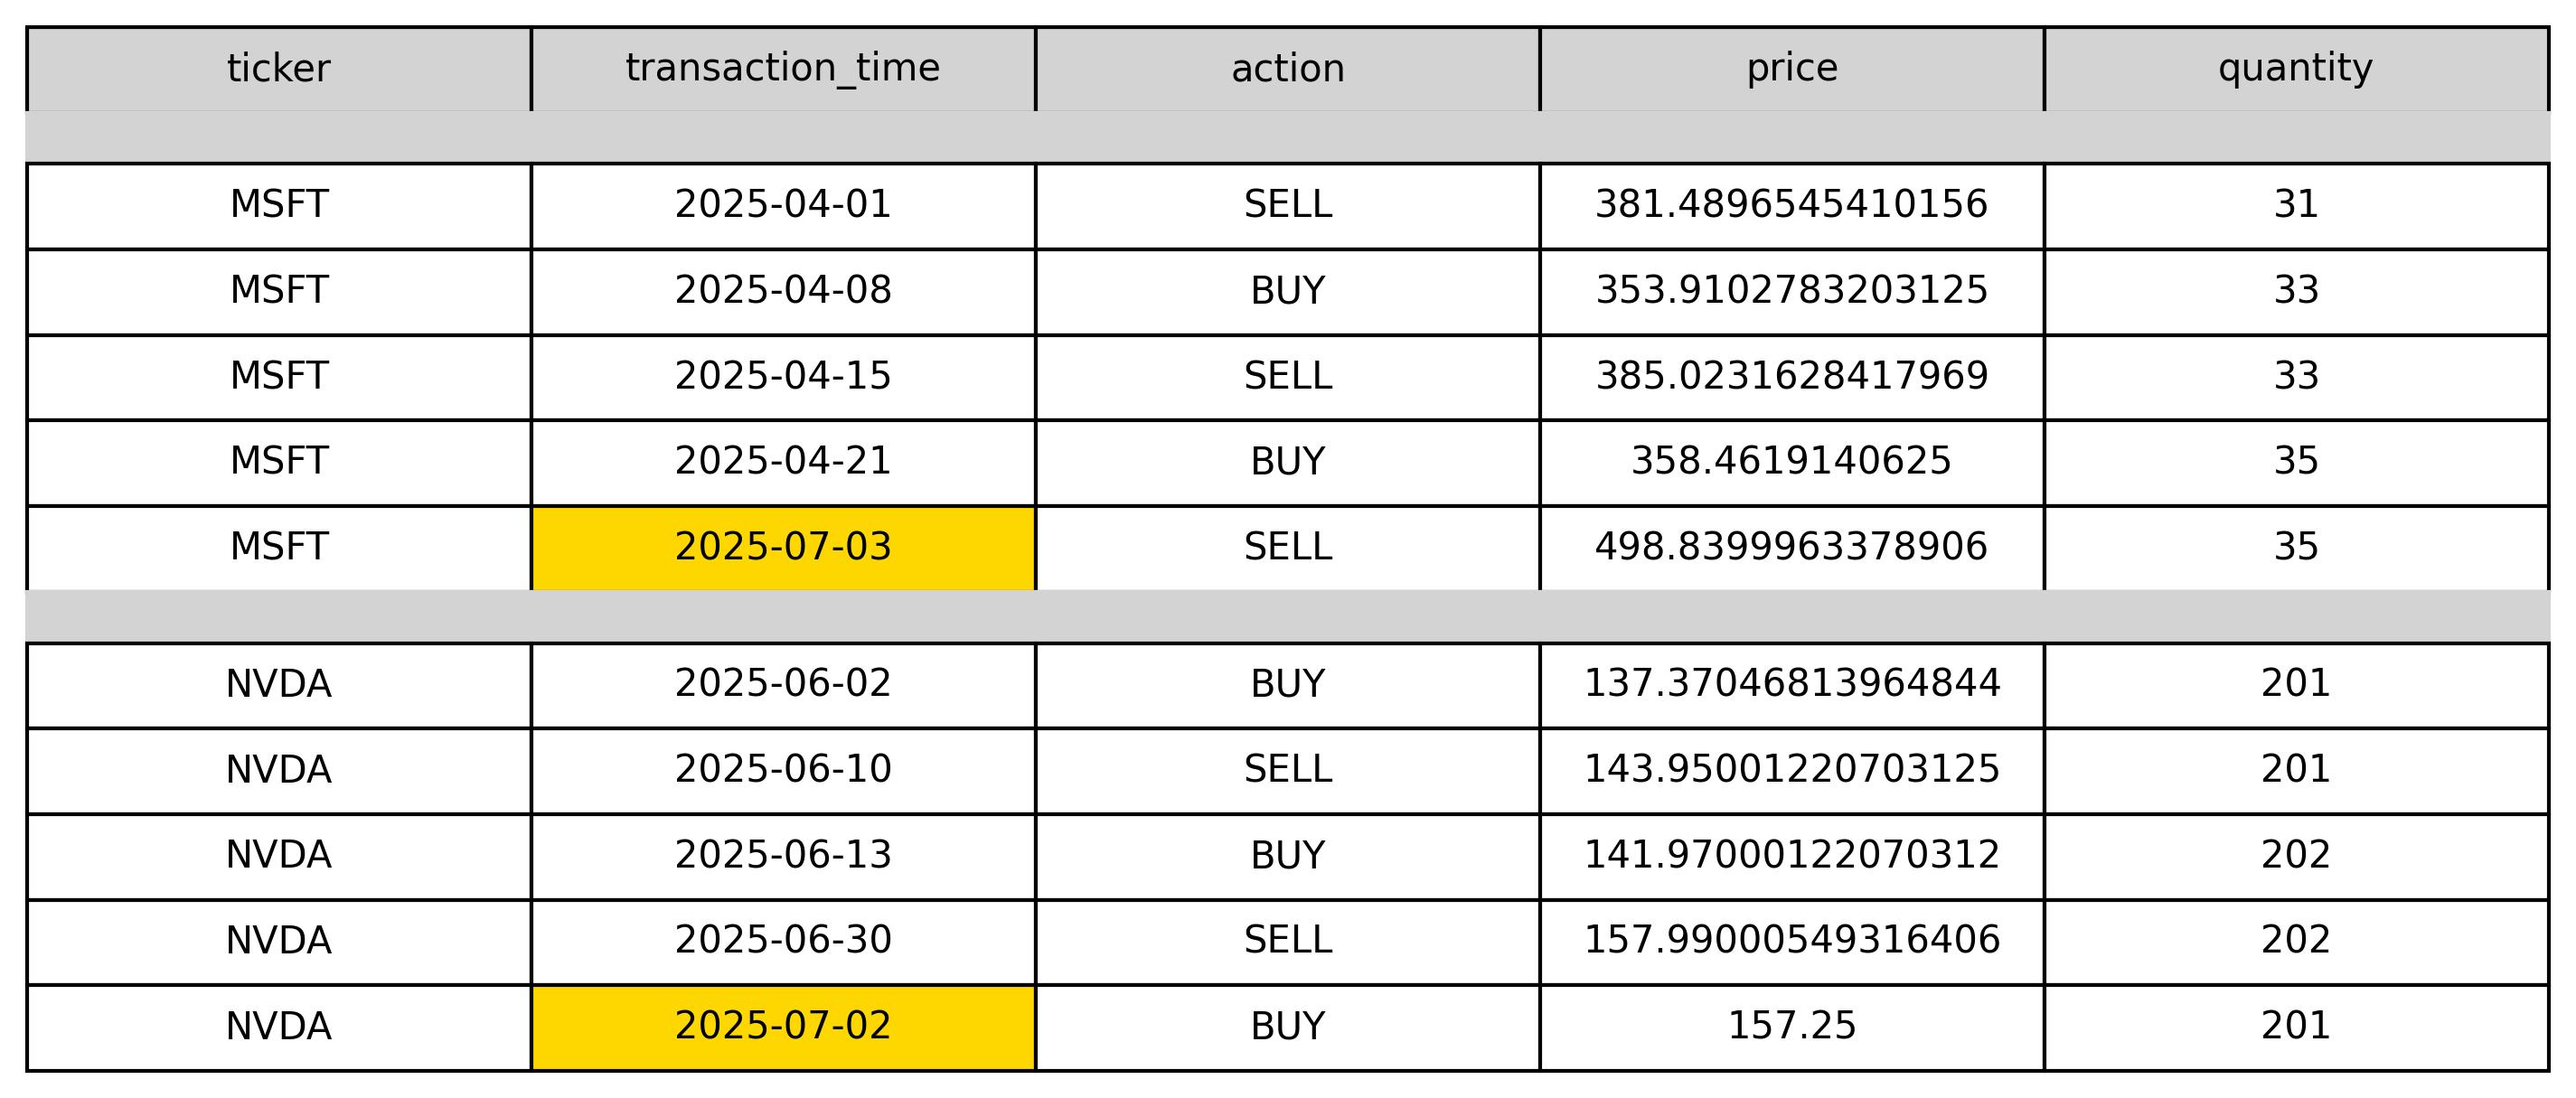 ticker transaction_time action price quantity
MSFT 2025-04-01 SELL 381.4896545410156 31
MSFT 2025-04-08 BUY 353.9102783203125 33
MSFT 2025-04-15 SELL 385.0231628417969 33
MSFT 2025-04-21 BUY 358.4619140625 35
MSFT 2025-07-03 SELL 498.8399963378906 35
NVDA 2025-06-02 BUY 137.37046813964844 201
NVDA 2025-06-10 SELL 143.95001220703125 201
NVDA 2025-06-13 BUY 141.97000122070312 202
NVDA 2025-06-30 SELL 157.99000549316406 202
NVDA 2025-07-02 BUY 157.25 201